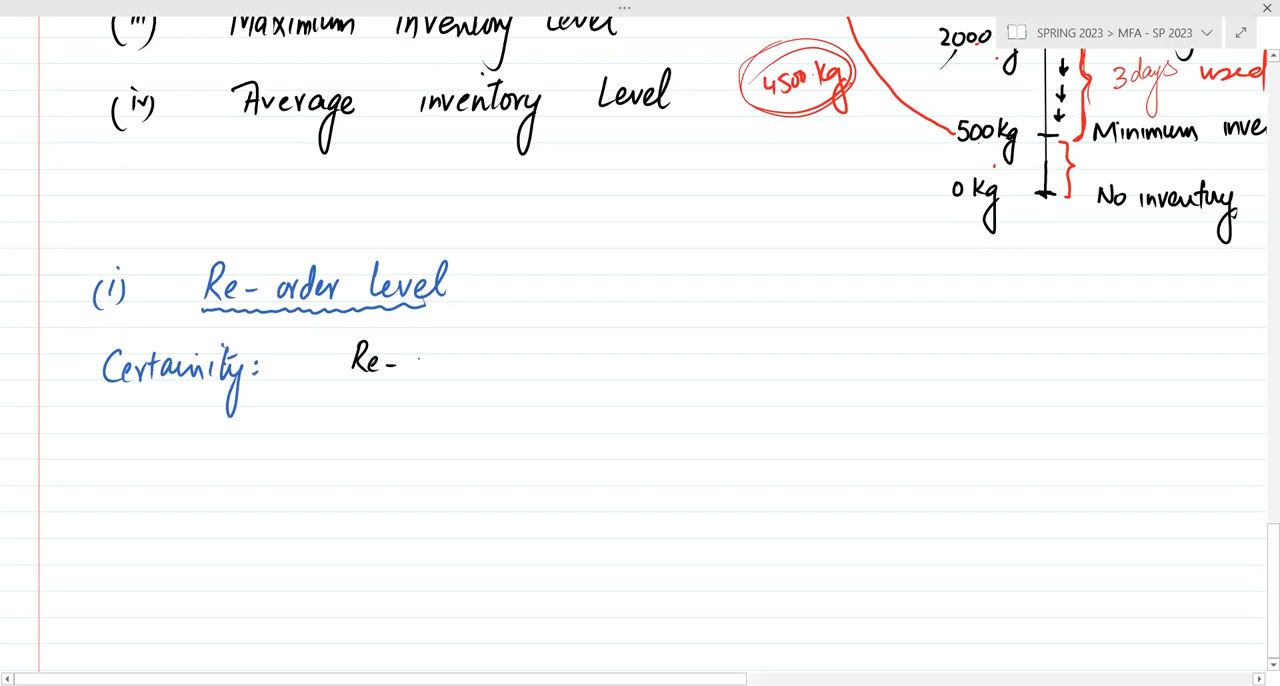 SPRING 2023 > MFA - SP 2023
(iii) Maximum inventory Level
2000
3 days used
(iv) Average inventory Level
4500 kg
500 kg
Minimum inve
0 kg
No inventory
(i) Re-order Level
Certainity: Re-